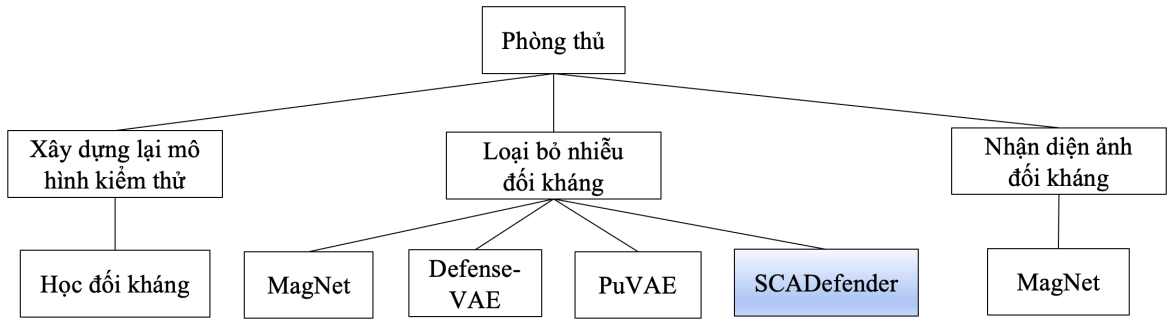 Phòng thủ
Xây dựng lại mô
hình kiểm thử
Loại bỏ nhiễu
đối kháng
Nhận diện ảnh
đối kháng
Học đối kháng
MagNet
Defense-
VAE
PuVAE
SCADefender
MagNet